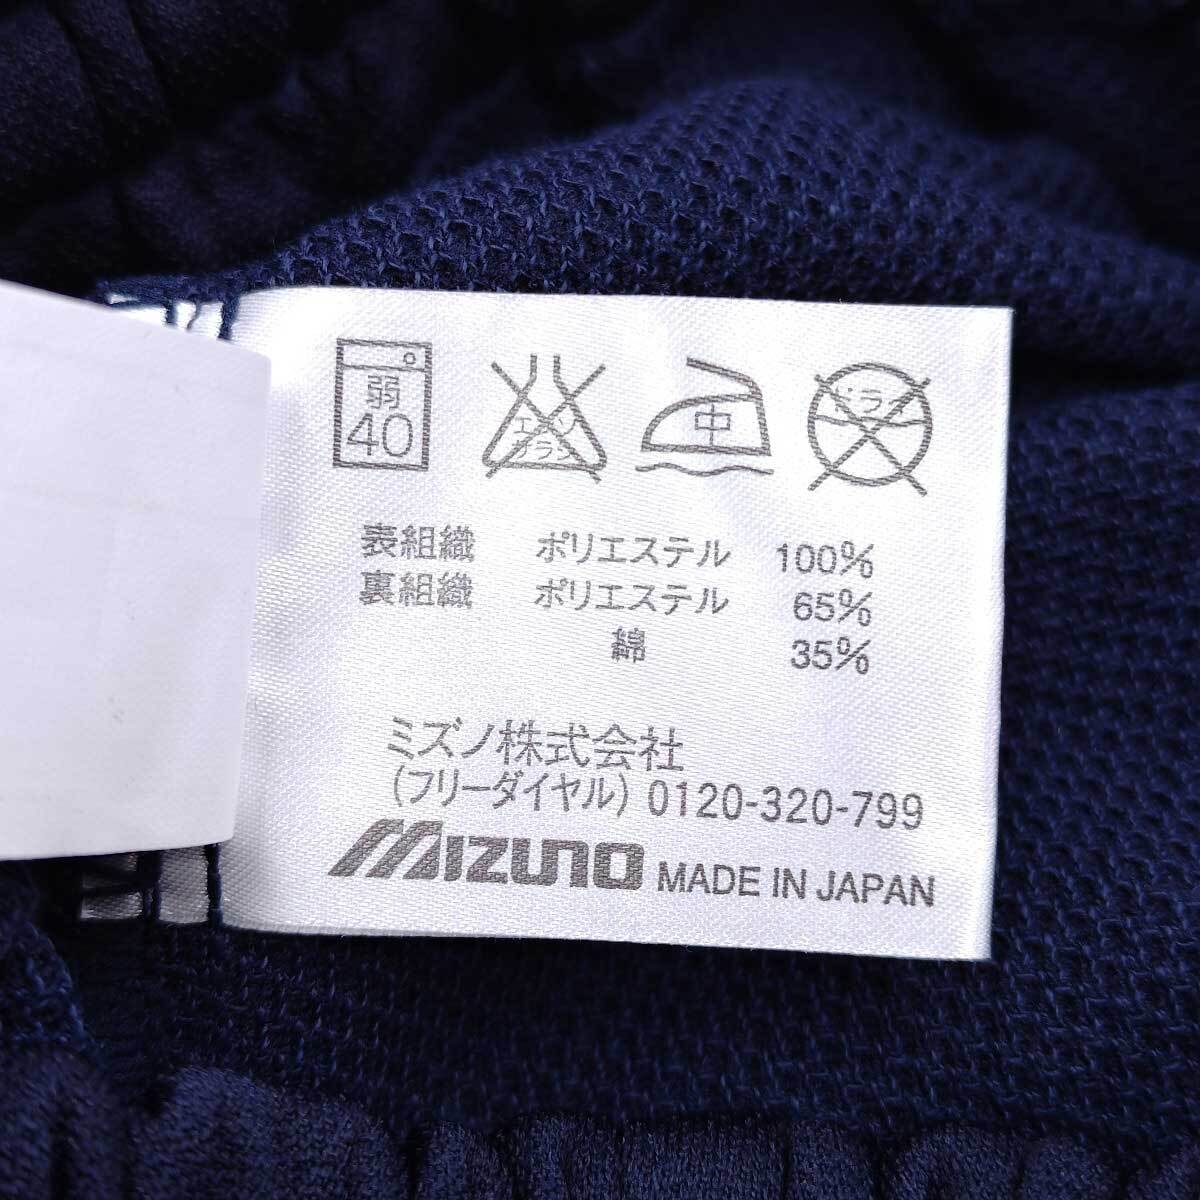 弱
40
エンソ
サラシ
中
ドライ
表組織 ポリエステル 100%
裏組織 ポリエステル 65%
綿 35%
ミズノ株式会社
(フリーダイヤル) 0120-320-799
MIZUNO MADE IN JAPAN